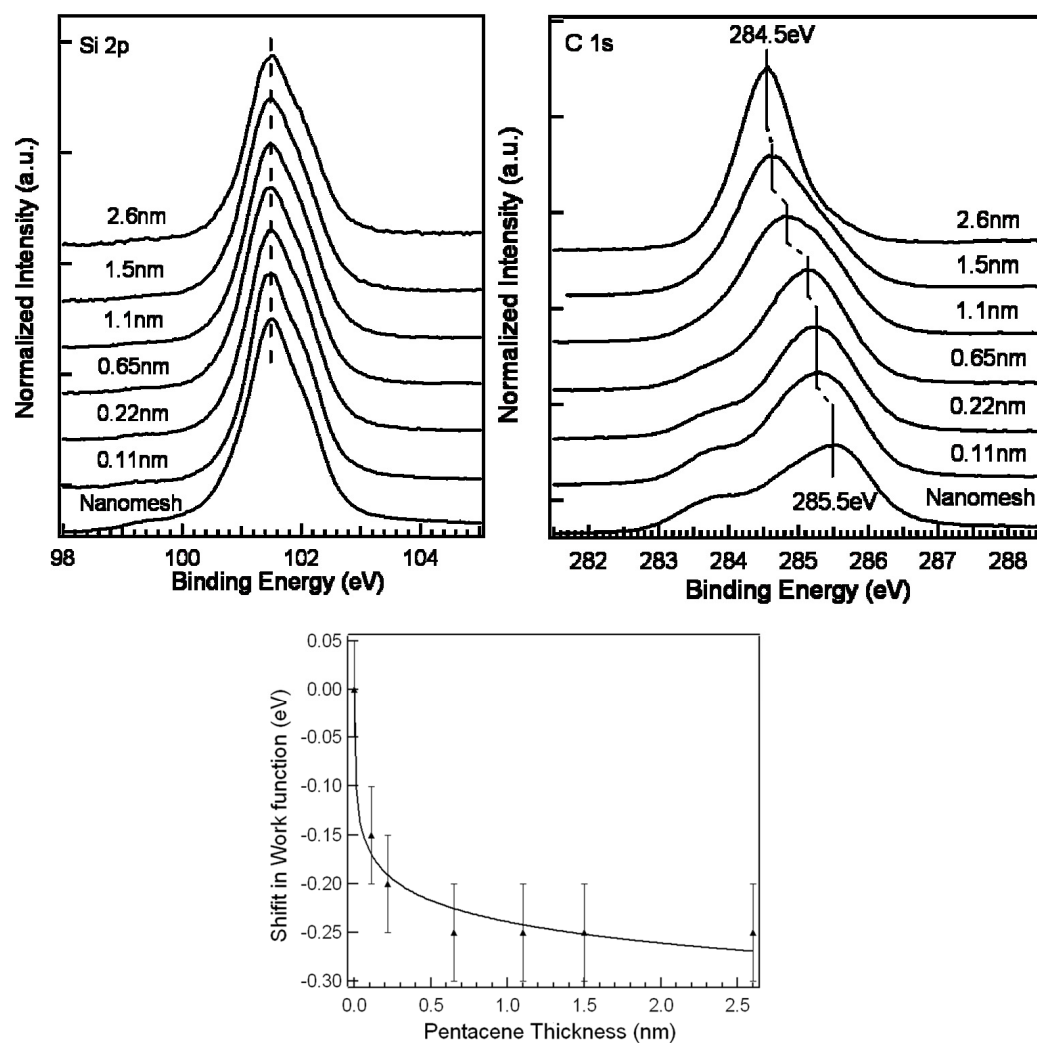 Si 2p
Normalized Intensity (a.u.)
2.6nm
1.5nm
1.1nm
0.65nm
0.22nm
0.11nm
Nanomesh
98 100 102 104
Binding Energy (eV)
C 1s
284.5eV
Normalized Intensity (a.u.)
2.6nm
1.5nm
1.1nm
0.65nm
0.22nm
0.11nm
Nanomesh
285.5eV
282 283 284 285 286 287 288
Binding Energy (eV)
Shifit in Work function (eV)
0.05
0.00
-0.05
-0.10
-0.15
-0.20
-0.25
-0.30
0.0 0.5 1.0 1.5 2.0 2.5
Pentacene Thickness (nm)